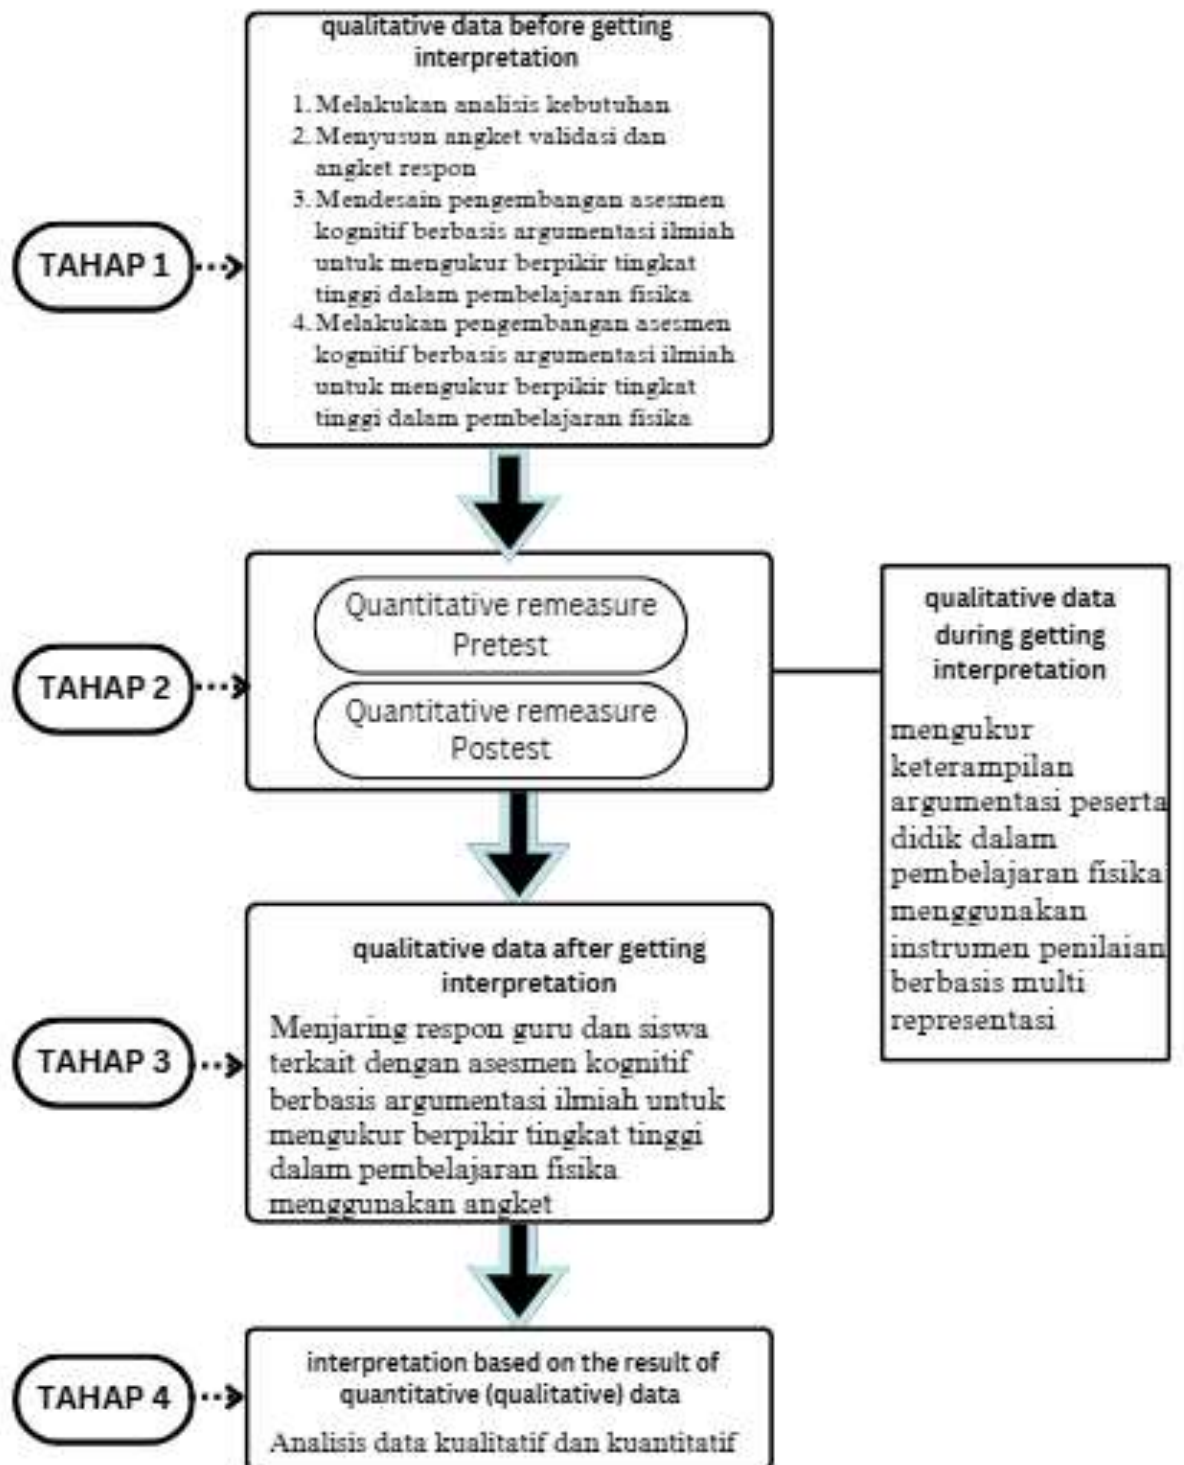 qualitative data before getting
interpretation
1. Melakukan analisis kebutuhan
2. Menyusun angket validasi dan
angket respon
3. Mendesain pengembangan asesmen
kognitif berbasis argumentasi ilmiah
untuk mengukur berpikir tingkat
tinggi dalam pembelajaran fisika
4. Melakukan pengembangan asesmen
kognitif berbasis argumentasi ilmiah
untuk mengukur berpikir tingkat
tinggi dalam pembelajaran fisika
TAHAP 1
Quantitative remeasure
Pretest
Quantitative remeasure
Postest
TAHAP 2
qualitative data
during getting
interpretation
mengukur
keterampilan
argumentasi peserta
didik dalam
pembelajaran fisika
menggunakan
instrumen penilaian
berbasis multi
representasi
qualitative data after getting
interpretation
Menjaring respon guru dan siswa
terkait dengan asesmen kognitif
berbasis argumentasi ilmiah untuk
mengukur berpikir tingkat tinggi
dalam pembelajaran fisika
menggunakan angket
TAHAP 3
interpretation based on the result of
quantitative (qualitative) data
Analisis data kualitatif dan kuantitatif
TAHAP 4